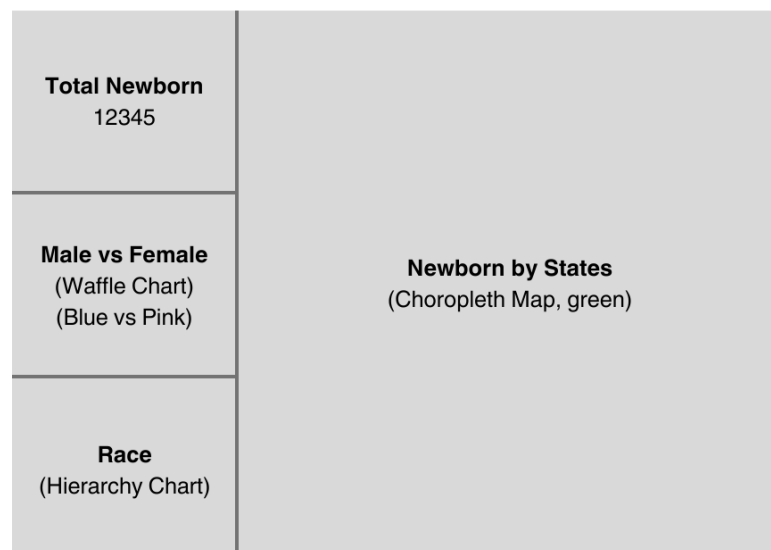 Total Newborn
12345
Male vs Female
(Waffle Chart)
(Blue vs Pink)
Race
(Hierarchy Chart)
Newborn by States
(Choropleth Map, green)